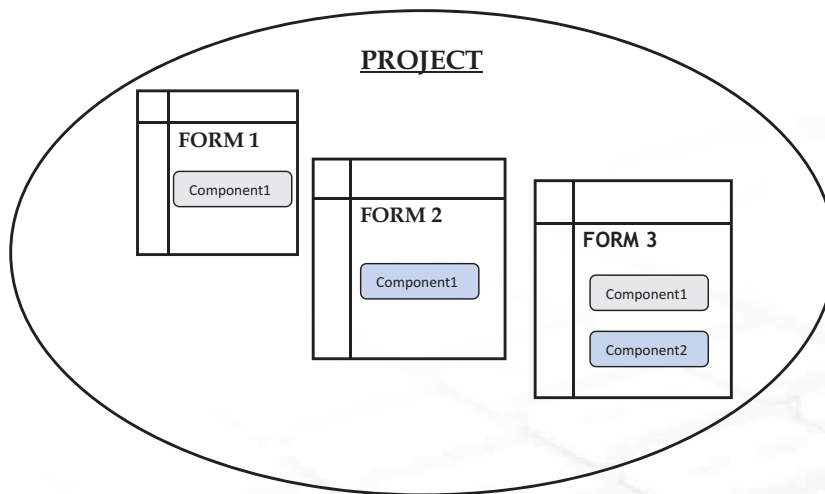 PROJECT
FORM 1
Component1
FORM 2
Component1
FORM 3
Component1
Component2